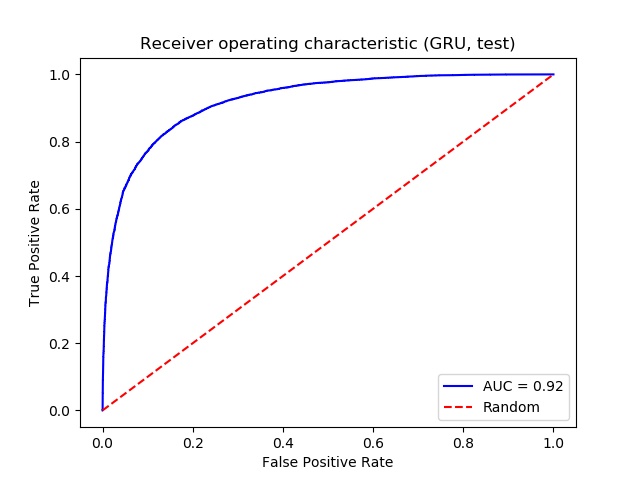 Receiver operating characteristic (GRU, test)
True Positive Rate
1.0
0.8
0.6
0.4
0.2
0.0
AUC = 0.92
Random
0.0 0.2 0.4 0.6 0.8 1.0
False Positive Rate